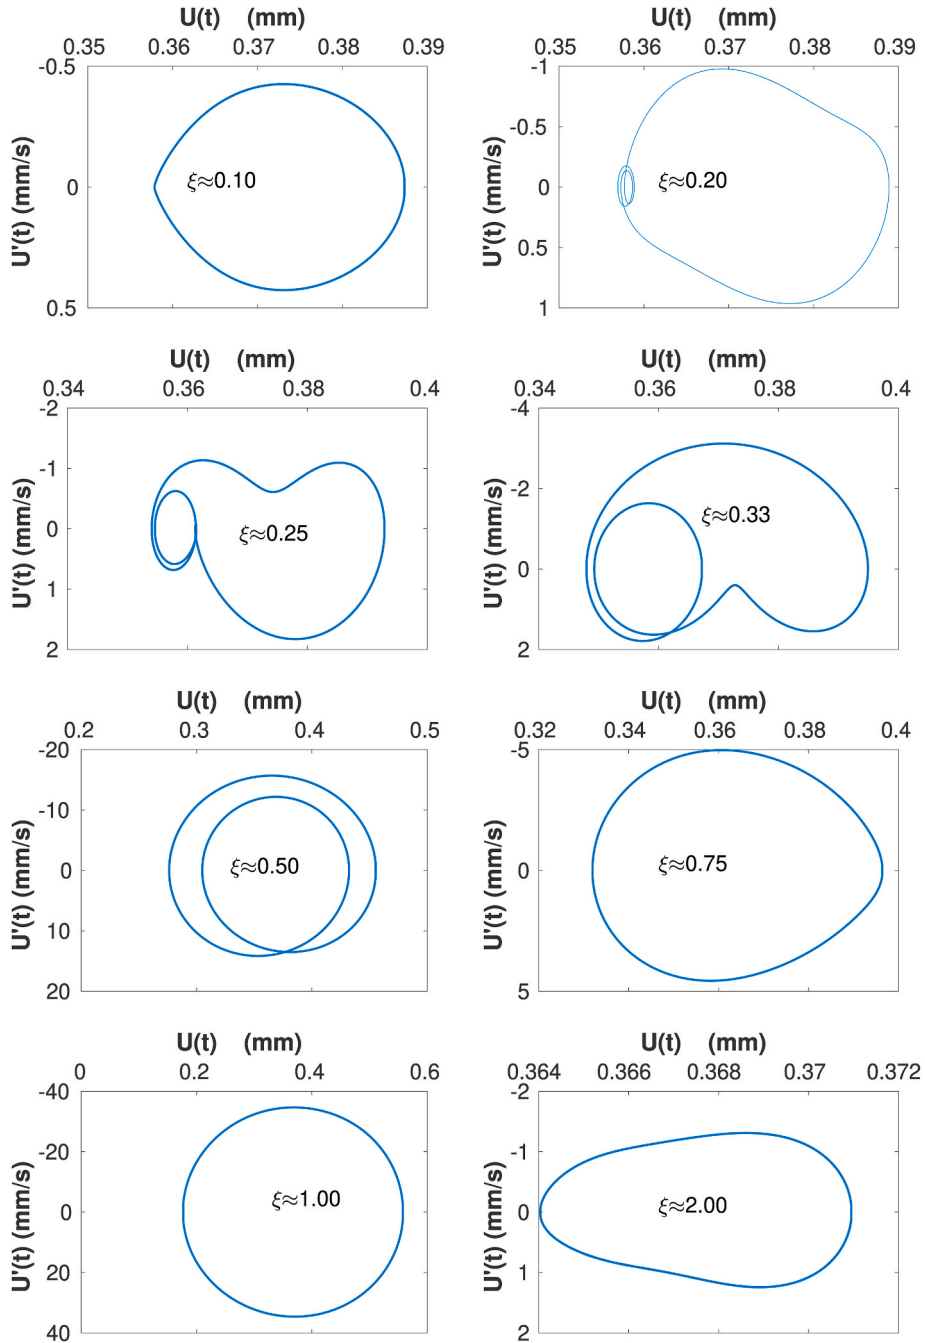 U(t) (mm)
0.35 0.36 0.37 0.38 0.39
-0.5
0
0.5
U'(t) (mm/s)
ξ≈0.10
U(t) (mm)
0.35 0.36 0.37 0.38 0.39
-1
-0.5
0
0.5
1
U'(t) (mm/s)
ξ≈0.20
U(t) (mm)
0.34 0.36 0.38 0.4
-2
-1
0
1
2
U'(t) (mm/s)
ξ≈0.25
U(t) (mm)
0.34 0.36 0.38 0.4
-4
-2
0
2
U'(t) (mm/s)
ξ≈0.33
U(t) (mm)
0.2 0.3 0.4 0.5
-20
-10
0
10
20
U'(t) (mm/s)
ξ≈0.50
U(t) (mm)
0.32 0.34 0.36 0.38 0.4
-5
0
5
U'(t) (mm/s)
ξ≈0.75
U(t) (mm)
0 0.2 0.4 0.6
-40
-20
0
20
40
U'(t) (mm/s)
ξ≈1.00
U(t) (mm)
0.364 0.366 0.368 0.37 0.372
-2
-1
0
1
2
U'(t) (mm/s)
ξ≈2.00